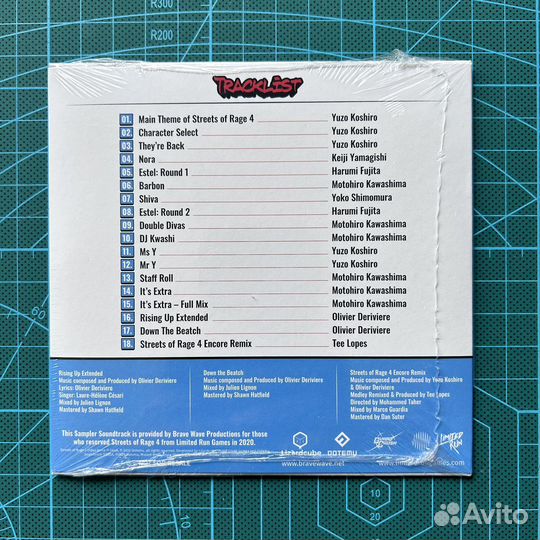 R130
R200
TRACKLIST
01. Main Theme of Streets of Rage 4 Yuzo Koshiro
02. Character Select Yuzo Koshiro
03. They're Back Yuzo Koshiro
04. Nora Keiji Yamagishi
05. Estel: Round 1 Harumi Fujita
06. Barbon Motohiro Kawashima
07. Shiva Yoko Shimomura
08. Estel: Round 2 Harumi Fujita
09. Double Divas Motohiro Kawashima
10. DJ Kwashi Motohiro Kawashima
11. Ms Y Yuzo Koshiro
12. Mr Y Yuzo Koshiro
13. Staff Roll Motohiro Kawashima
14. It's Extra Motohiro Kawashima
15. It's Extra – Full Mix Motohiro Kawashima
16. Rising Up Extended Olivier Deriviere
17. Down The Beatch Olivier Deriviere
18. Streets of Rage 4 Encore Remix Tee Lopes
Rising Up Extended
Music composed and Produced by Olivier Deriviere
Lyrics: Olivier Deriviere
Singer: Laure-Hélène Césari
Mixed by Julien Lignon
Mastered by Shawn Hatfield
Down the Beatch
Music composed and Produced by Olivier Deriviere
Mixed by Julien Lignon
Mastered by Shawn Hatfield
Streets of Rage 4 Encore Remix
Music composed and Produced by Yuzo Koshiro
& Olivier Deriviere
Medley Remixed and Produced by Tee Lopes
Directed by Mohammed Taher
Mixed by Marco Guardia
Mastered by Dan Suter
This Sampler Soundtrack is provided by Brave Wave Productions for those
who reserved Streets of Rage 4 from Limited Run Games in 2020.
Lizardcube
DOTEMU
LIMITED
RUN
www.bravewave.net
60
10
20
Avito